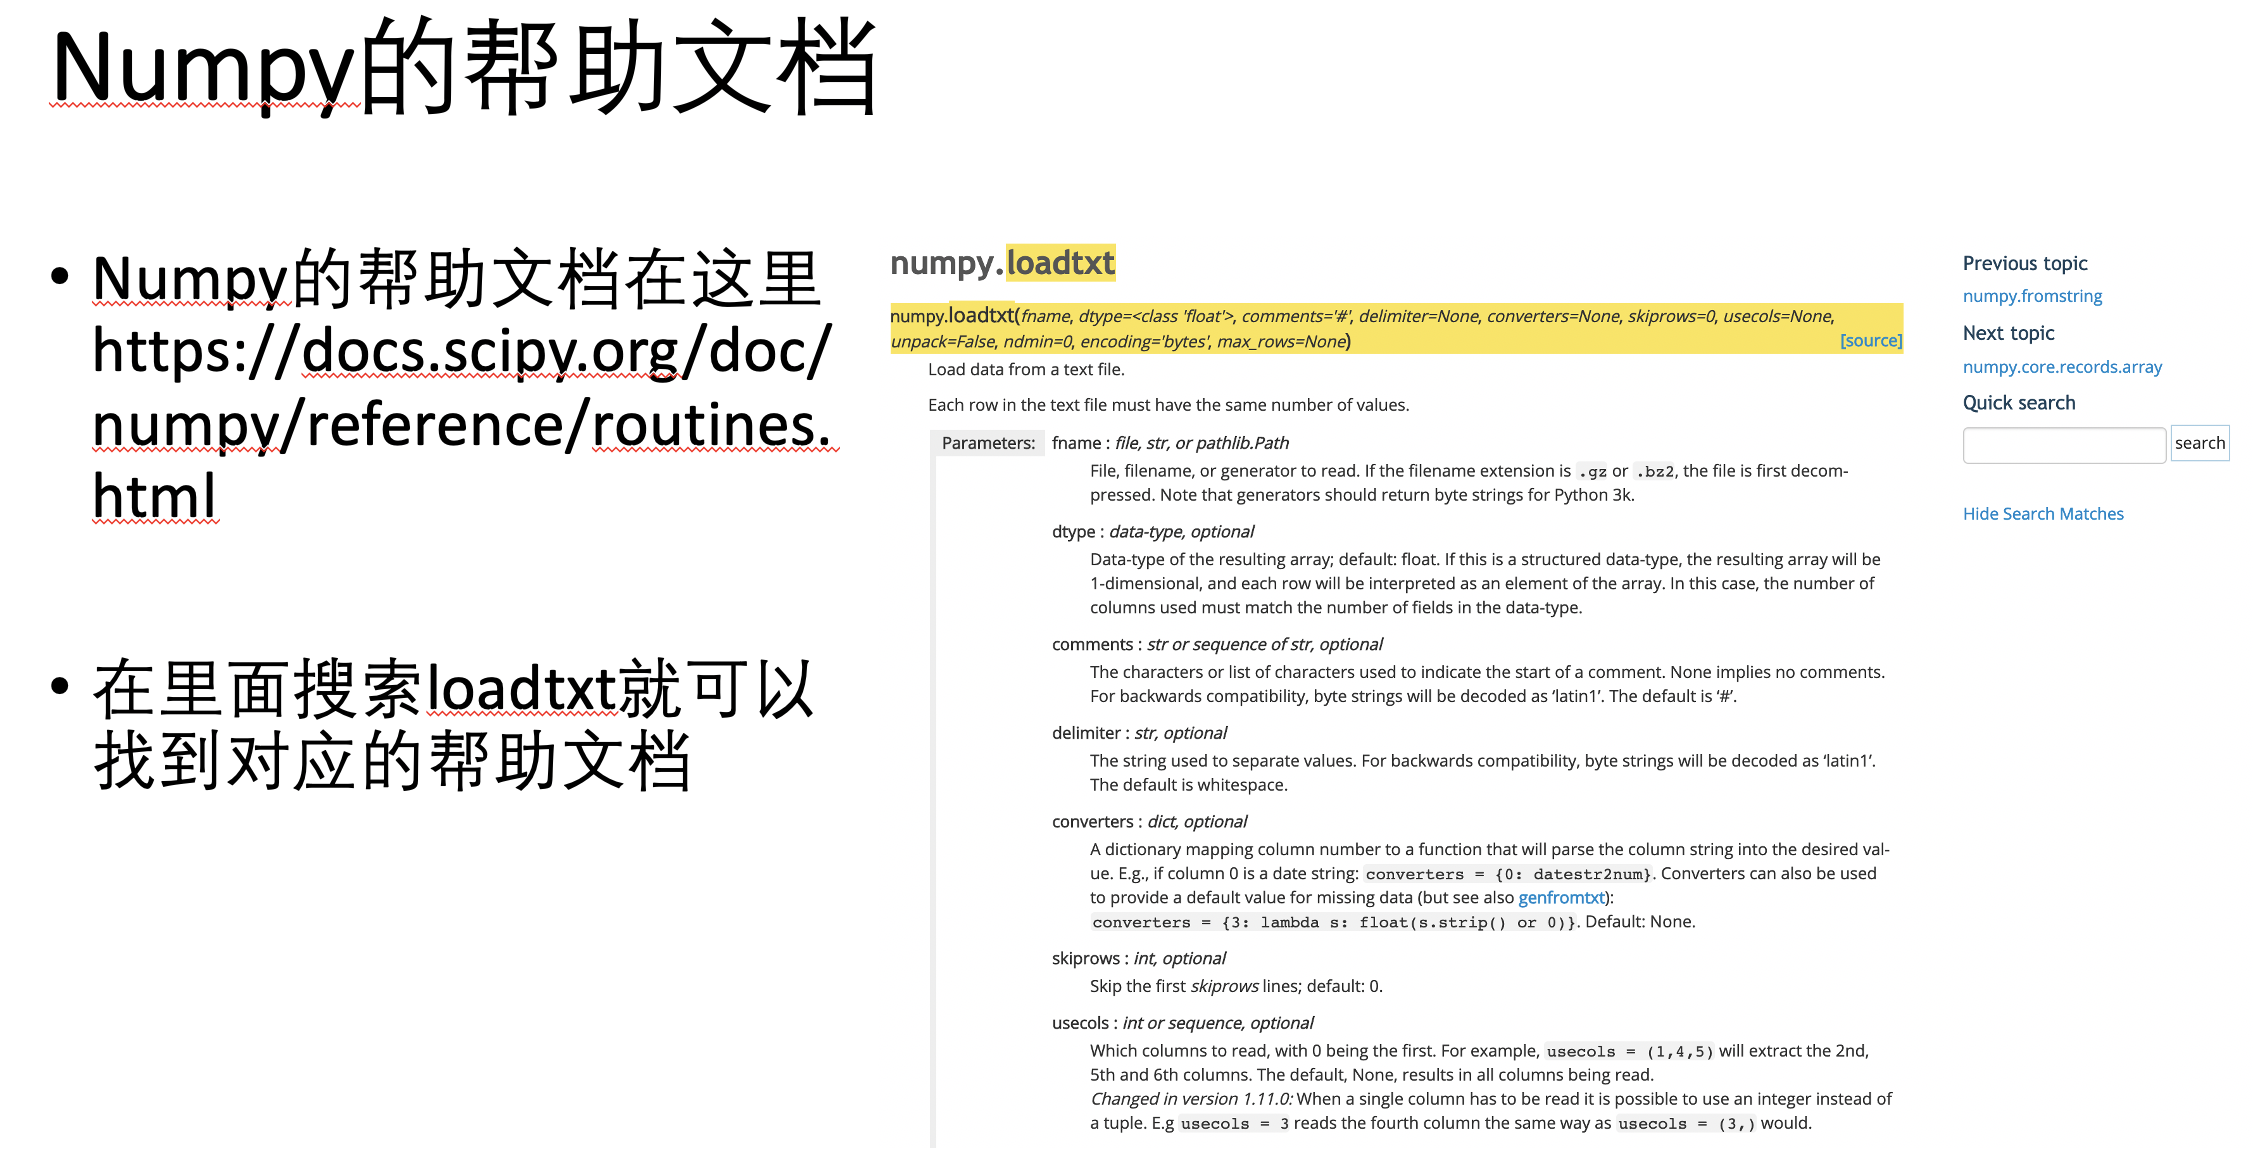 Numpy的帮助文档
• Numpy的帮助文档在这里
https://docs.scipy.org/doc/
numpy/reference/routines.
html
• 在里面搜索loadtxt就可以
找到对应的帮助文档
numpy.loadtxt
numpy.loadtxt(fname, dtype=<class 'float'>, comments='#', delimiter=None, converters=None, skiprows=0, usecols=None,
unpack=False, ndmin=0, encoding='bytes', max_rows=None) [source]
Load data from a text file.
Each row in the text file must have the same number of values.
Parameters: fname : file, str, or pathlib.Path
File, filename, or generator to read. If the filename extension is .gz or .bz2, the file is first decom-
pressed. Note that generators should return byte strings for Python 3k.
dtype : data-type, optional
Data-type of the resulting array; default: float. If this is a structured data-type, the resulting array will be
1-dimensional, and each row will be interpreted as an element of the array. In this case, the number of
columns used must match the number of fields in the data-type.
comments : str or sequence of str, optional
The characters or list of characters used to indicate the start of a comment. None implies no comments.
For backwards compatibility, byte strings will be decoded as ‘latin1’. The default is ‘#’.
delimiter : str, optional
The string used to separate values. For backwards compatibility, byte strings will be decoded as ‘latin1’.
The default is whitespace.
converters : dict, optional
A dictionary mapping column number to a function that will parse the column string into the desired val-
ue. E.g., if column 0 is a date string: converters = {0: datestr2num}. Converters can also be used
to provide a default value for missing data (but see also genfromtxt):
converters = {3: lambda s: float(s.strip() or 0)}. Default: None.
skiprows : int, optional
Skip the first skiprows lines; default: 0.
usecols : int or sequence, optional
Which columns to read, with 0 being the first. For example, usecols = (1,4,5) will extract the 2nd,
5th and 6th columns. The default, None, results in all columns being read.
Changed in version 1.11.0: When a single column has to be read it is possible to use an integer instead of
a tuple. E.g usecols = 3 reads the fourth column the same way as usecols = (3,) would.
Previous topic
numpy.fromstring
Next topic
numpy.core.records.array
Quick search
search
Hide Search Matches